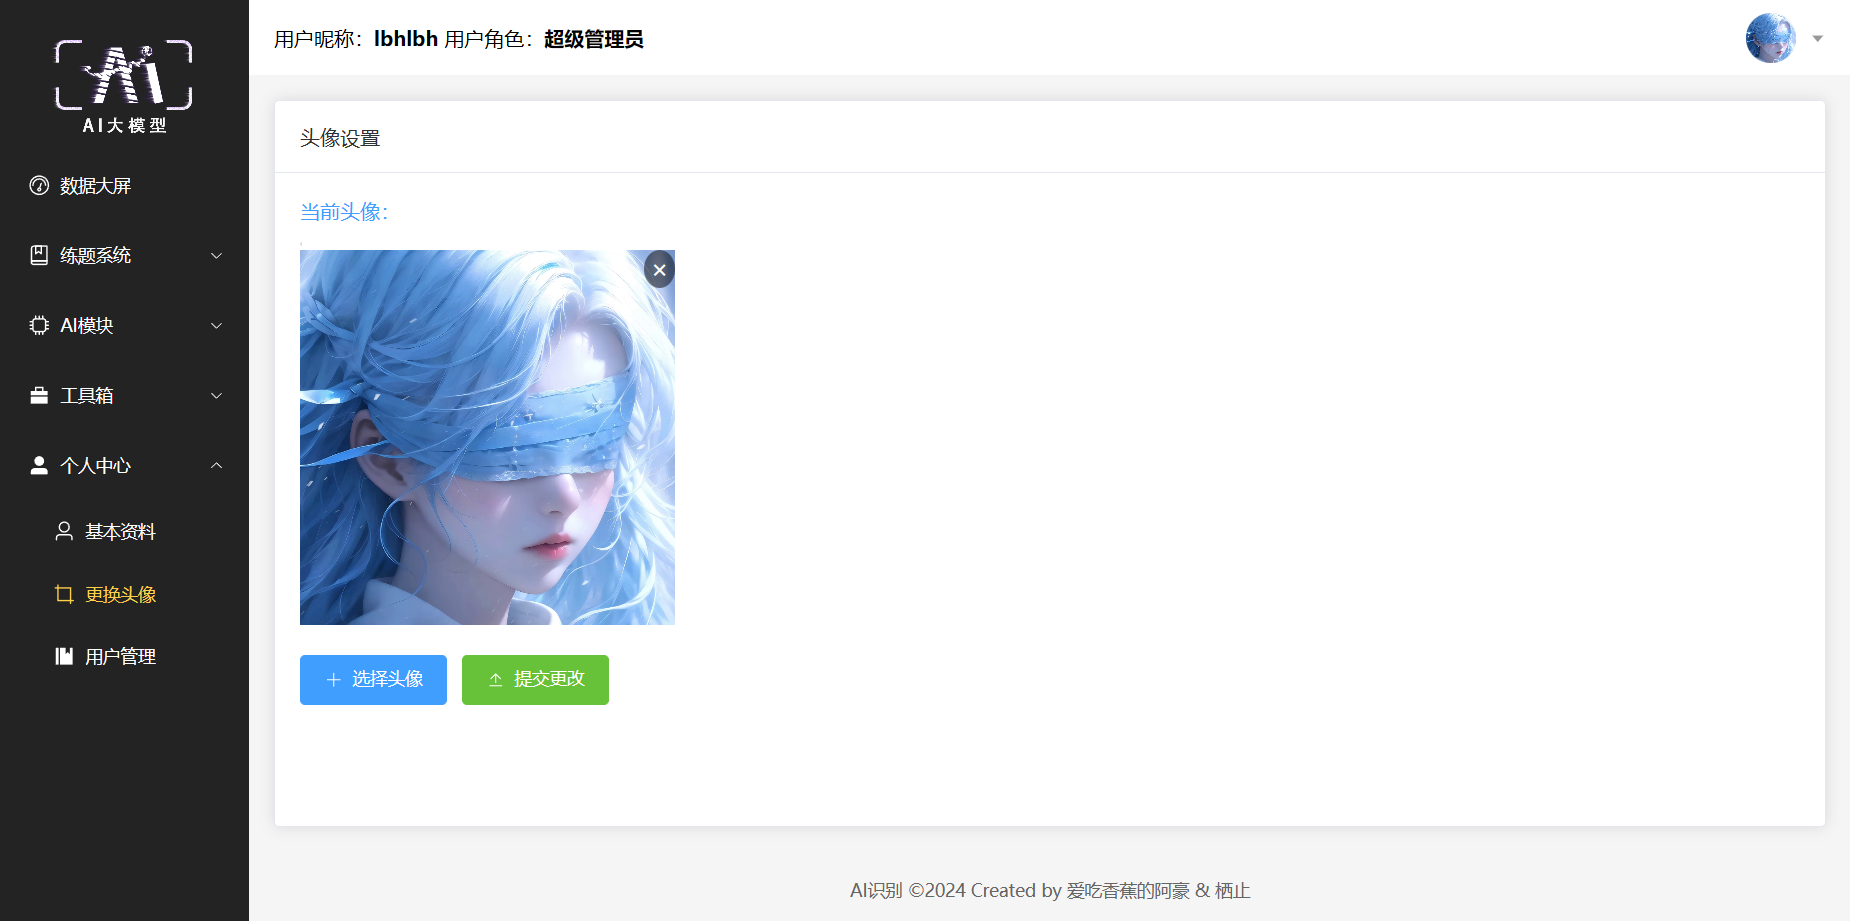 用户昵称：lbhlbh 用户角色：超级管理员
AI大模型
数据大屏
练题系统
AI模块
工具箱
个人中心
基本资料
更换头像
用户管理
头像设置
当前头像：
选择头像
提交更改
AI识别 ©2024 Created by 爱吃香蕉的阿豪 & 栖止